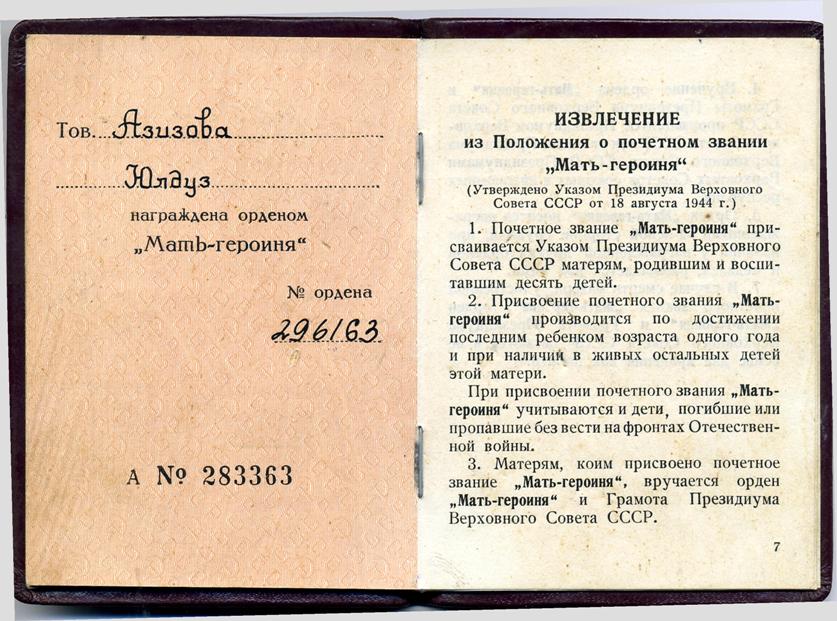 Тов. Азизова
Юлдуз
награждена орденом
„Мать-героиня“
№ ордена
296163
А № 283363
ИЗВЛЕЧЕНИЕ
из Положения о почетном звании
„Мать-героиня“
(Утверждено Указом Президиума Верховного
Совета СССР от 18 августа 1944 г.)
1. Почетное звание „Мать-героиня“ при-
сваивается Указом Президиума Верховного
Совета СССР матерям, родившим и воспи-
тавшим десять детей.
2. Присвоение почетного звания „Мать-
героиня“ производится по достижении
последним ребенком возраста одного года
и при наличии в живых остальных детей
этой матери.
При присвоении почетного звания „Мать-
героиня“ учитываются и дети, погибшие или
пропавшие без вести на фронтах Отечествен-
ной войны.
3. Матерям, коим присвоено почетное
звание „Мать-героиня“, вручается орден
„Мать-героиня“ и Грамота Президиума
Верховного Совета СССР.
7